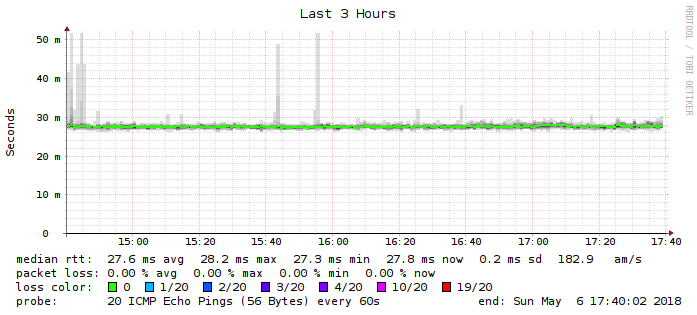 Last 3 Hours
RRDTOOL / TOBI OETIKER
Seconds
50 m
40 m
30 m
20 m
10 m
0
15:00 15:20 15:40 16:00 16:20 16:40 17:00 17:20 17:40
median rtt: 27.6 ms avg 28.2 ms max 27.3 ms min 27.8 ms now 0.2 ms sd 182.9 am/s
packet loss: 0.00 % avg 0.00 % max 0.00 % min 0.00 % now
loss color: 0 1/20 2/20 3/20 4/20 10/20 19/20
probe: 20 ICMP Echo Pings (56 Bytes) every 60s end: Sun May 6 17:40:02 2018